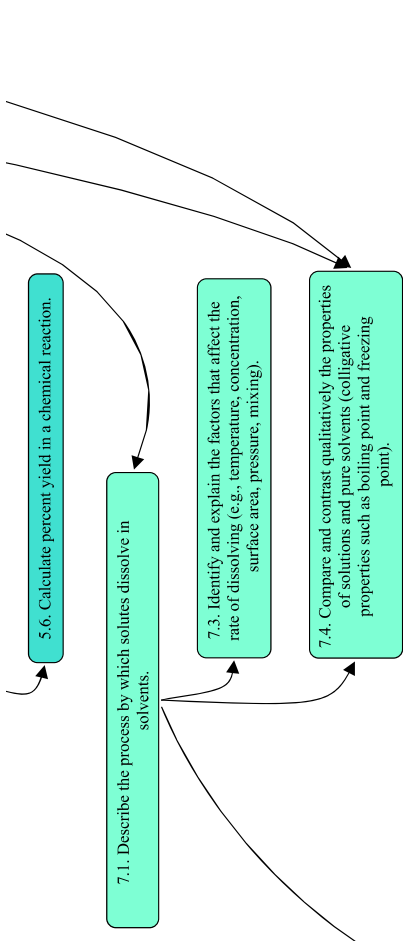 5.6. Calculate percent yield in a chemical reaction.
7.1. Describe the process by which solutes dissolve in
solvents.
7.3. Identify and explain the factors that affect the
rate of dissolving (e.g., temperature, concentration,
surface area, pressure, mixing).
7.4. Compare and contrast qualitatively the properties
of solutions and pure solvents (colligative
properties such as boiling point and freezing
point).